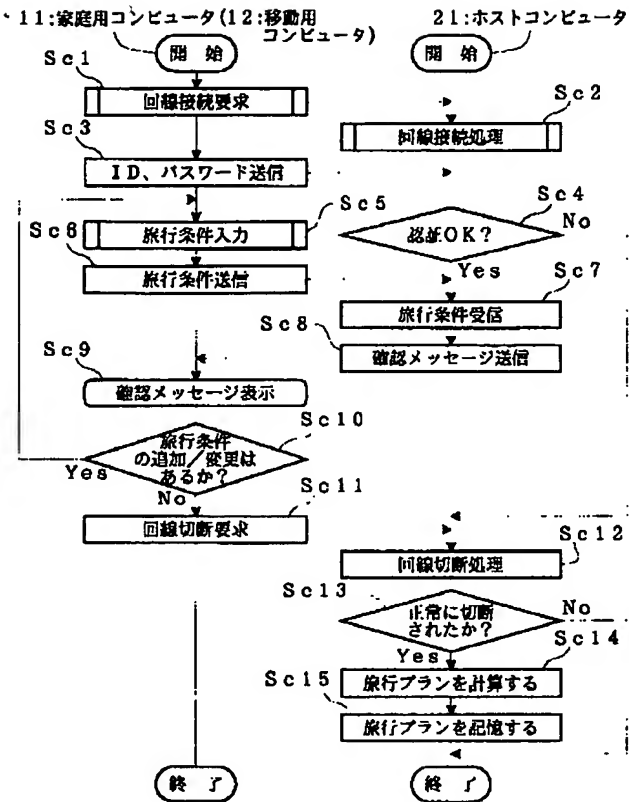 11:家庭用コンピュータ(12:移動用
コンピュータ)
21:ホストコンピュータ
開 始
開 始
Sc1
回線接続要求
Sc2
回線接続処理
Sc3
ID、パスワード送信
Sc4
認証OK?
No
Yes
Sc5
旅行条件入力
Sc6
旅行条件送信
Sc7
旅行条件受信
Sc8
確認メッセージ送信
Sc9
確認メッセージ表示
Sc10
旅行条件
の追加/変更は
あるか?
Yes
No
Sc11
回線切断要求
Sc12
回線切断処理
Sc13
正常に切断
されたか?
No
Yes
Sc14
旅行プランを計算する
Sc15
旅行プランを記憶する
終 了
終 了